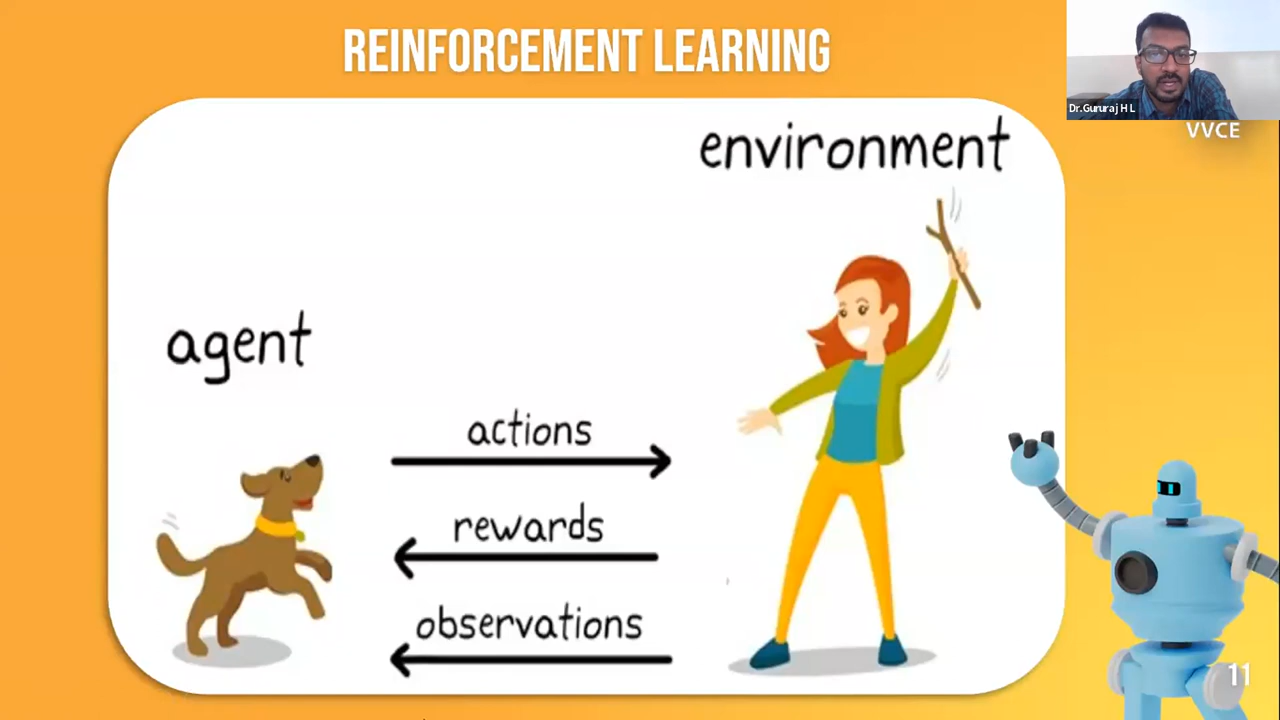 REINFORCEMENT LEARNING
Dr.Gururaj H L
VVCE
environment
agent
actions
rewards
observations
11